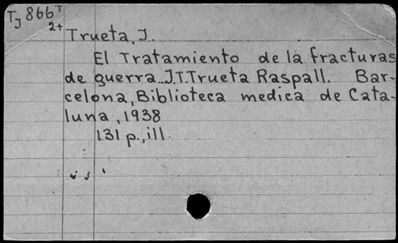 TJ 866T
2+
Trueta, J.
El Tratamiento de la fracturas
de guerra..J.T.Trueta Raspall. Bar-
celona, Biblioteca medica de Cata-
luna, 1938
131 p., ill.